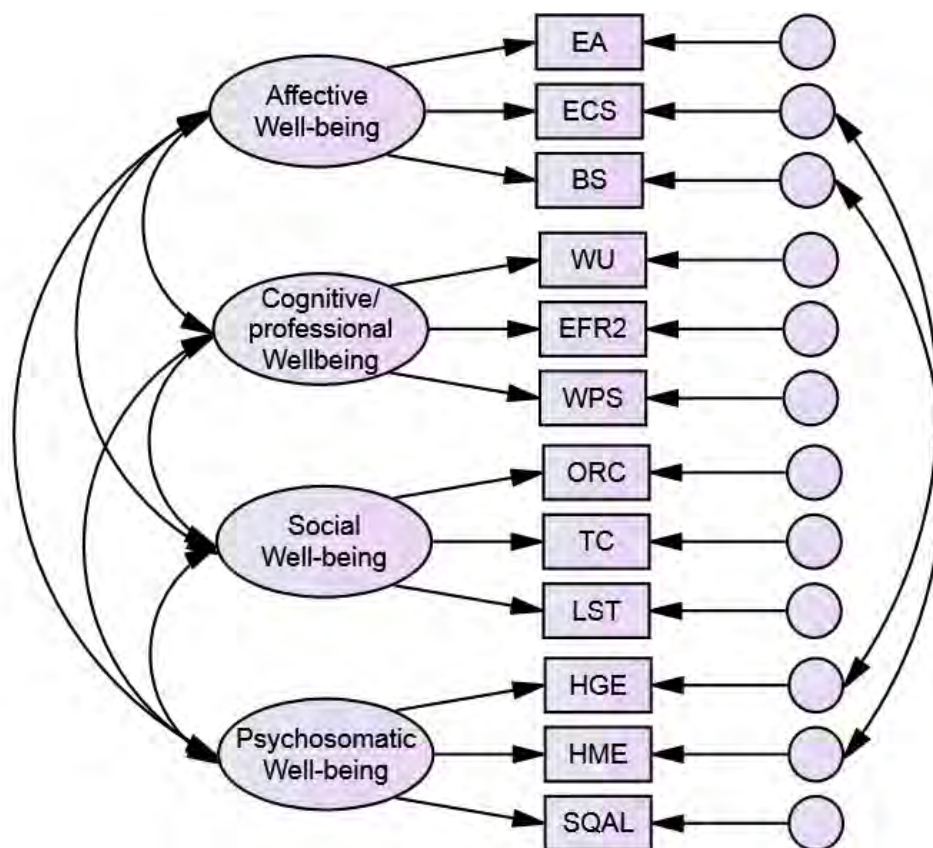 Affective
Well-being
EA
ECS
BS
Cognitive/
professional
Wellbeing
WU
EFR2
WPS
Social
Well-being
ORC
TC
LST
Psychosomatic
Well-being
HGE
HME
SQAL